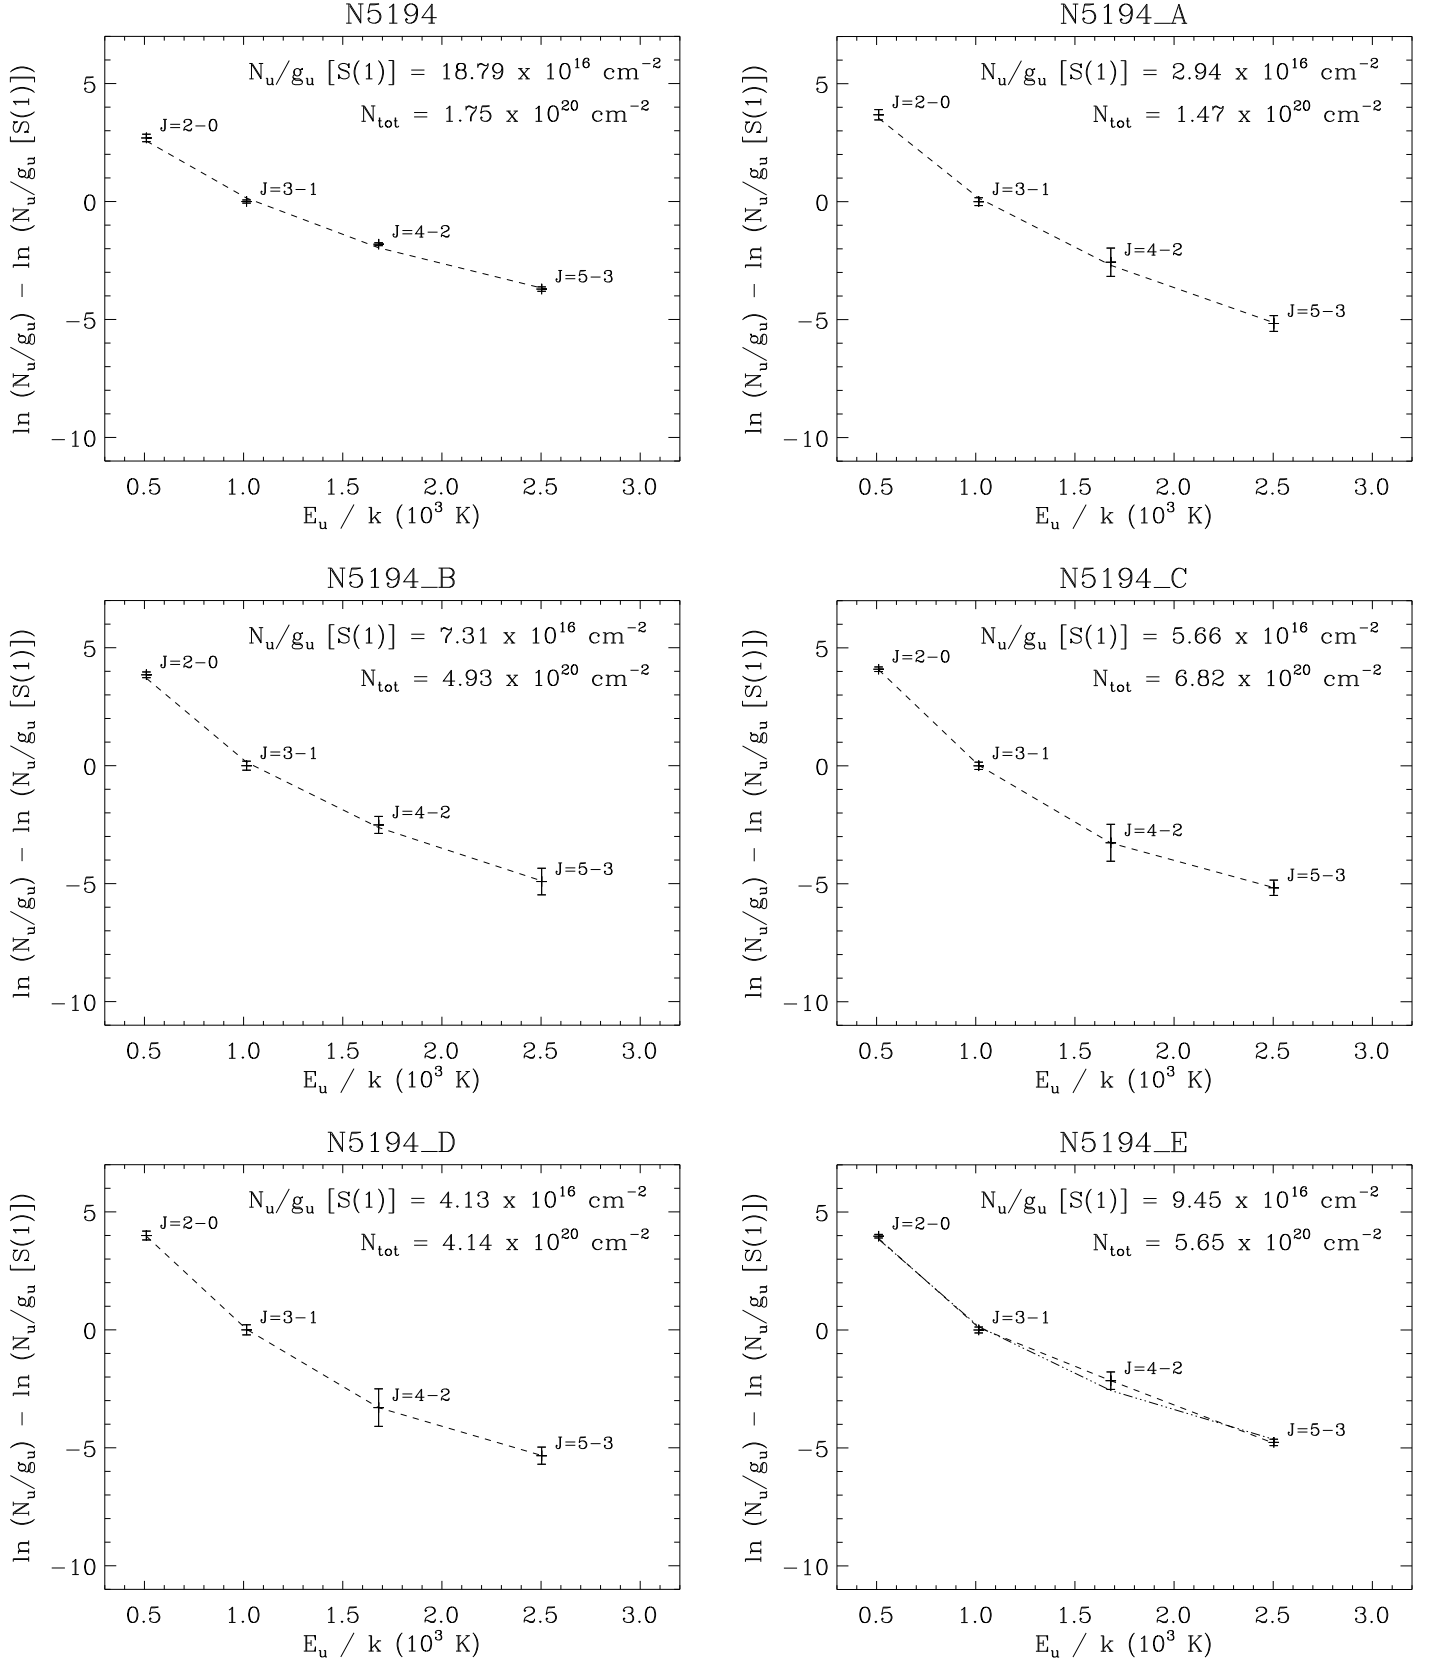 N5194
N_u/g_u [S(1)] = 18.79 x 10^16 cm^−2
N_tot = 1.75 x 10^20 cm^−2
J=2−0
J=3−1
J=4−2
J=5−3
5
0
−5
−10
ln (N_u/g_u) − ln (N_u/g_u [S(1)])
0.5 1.0 1.5 2.0 2.5 3.0
E_u / k (10^3 K)
N5194_A
N_u/g_u [S(1)] = 2.94 x 10^16 cm^−2
N_tot = 1.47 x 10^20 cm^−2
J=2−0
J=3−1
J=4−2
J=5−3
5
0
−5
−10
ln (N_u/g_u) − ln (N_u/g_u [S(1)])
0.5 1.0 1.5 2.0 2.5 3.0
E_u / k (10^3 K)
N5194_B
N_u/g_u [S(1)] = 7.31 x 10^16 cm^−2
N_tot = 4.93 x 10^20 cm^−2
J=2−0
J=3−1
J=4−2
J=5−3
5
0
−5
−10
ln (N_u/g_u) − ln (N_u/g_u [S(1)])
0.5 1.0 1.5 2.0 2.5 3.0
E_u / k (10^3 K)
N5194_C
N_u/g_u [S(1)] = 5.66 x 10^16 cm^−2
N_tot = 6.82 x 10^20 cm^−2
J=2−0
J=3−1
J=4−2
J=5−3
5
0
−5
−10
ln (N_u/g_u) − ln (N_u/g_u [S(1)])
0.5 1.0 1.5 2.0 2.5 3.0
E_u / k (10^3 K)
N5194_D
N_u/g_u [S(1)] = 4.13 x 10^16 cm^−2
N_tot = 4.14 x 10^20 cm^−2
J=2−0
J=3−1
J=4−2
J=5−3
5
0
−5
−10
ln (N_u/g_u) − ln (N_u/g_u [S(1)])
0.5 1.0 1.5 2.0 2.5 3.0
E_u / k (10^3 K)
N5194_E
N_u/g_u [S(1)] = 9.45 x 10^16 cm^−2
N_tot = 5.65 x 10^20 cm^−2
J=2−0
J=3−1
J=4−2
J=5−3
5
0
−5
−10
ln (N_u/g_u) − ln (N_u/g_u [S(1)])
0.5 1.0 1.5 2.0 2.5 3.0
E_u / k (10^3 K)